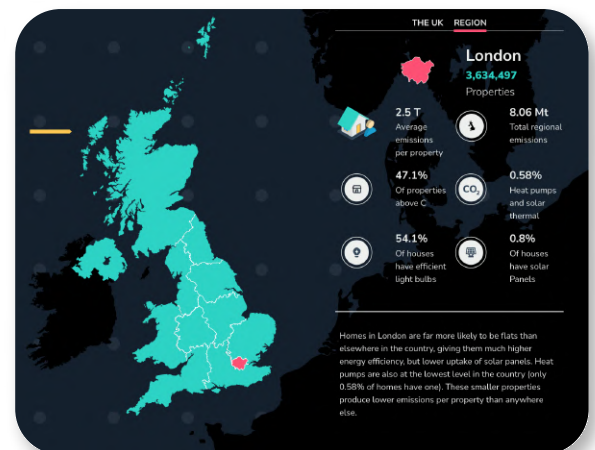 THE UK REGION
London
3,634,497
Properties
2.5 T
Average
emissions
per property
8.06 Mt
Total regional
emissions
47.1%
Of properties
above C
CO₂
0.58%
Heat pumps
and solar
thermal
54.1%
Of houses
have efficient
light bulbs
0.8%
Of houses
have solar
Panels
Homes in London are far more likely to be flats than
elsewhere in the country, giving them much higher
energy efficiency, but lower uptake of solar panels. Heat
pumps are also at the lowest level in the country (only
0.58% of homes have one). These smaller properties
produce lower emissions per property than anywhere
else.